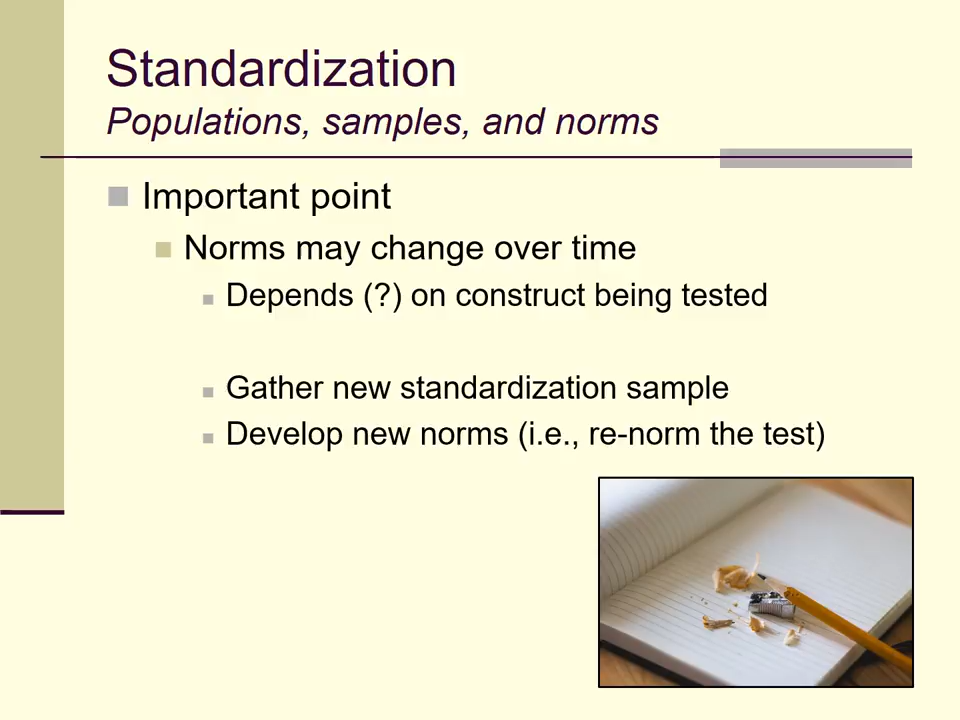 Standardization
Populations, samples, and norms
Important point
Norms may change over time
Depends (?) on construct being tested
Gather new standardization sample
Develop new norms (i.e., re-norm the test)